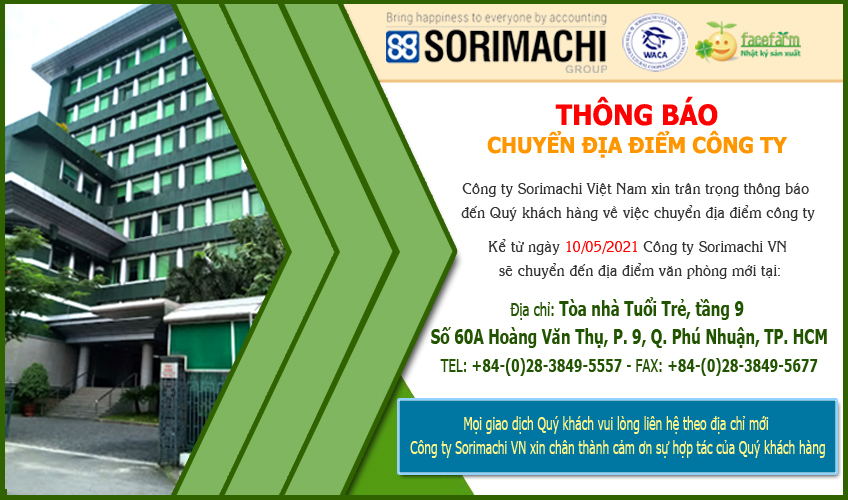 Bring happiness to everyone by accounting
SORIMACHI
GROUP
WACA
facefarm
Nhật ký sản xuất
THÔNG BÁO
CHUYỂN ĐỊA ĐIỂM CÔNG TY
Công ty Sorimachi Việt Nam xin trân trọng thông báo
đến Quý khách hàng về việc chuyển địa điểm công ty
Kể từ ngày 10/05/2021 Công ty Sorimachi VN
sẽ chuyển đến địa điểm văn phòng mới tại:
Địa chỉ: Tòa nhà Tuổi Trẻ, tầng 9
Số 60A Hoàng Văn Thụ, P. 9, Q. Phú Nhuận, TP. HCM
TEL: +84-(0)28-3849-5557 - FAX: +84-(0)28-3849-5677
Mọi giao dịch Quý khách vui lòng liên hệ theo địa chỉ mới
Công ty Sorimachi VN xin chân thành cảm ơn sự hợp tác của Quý khách hàng